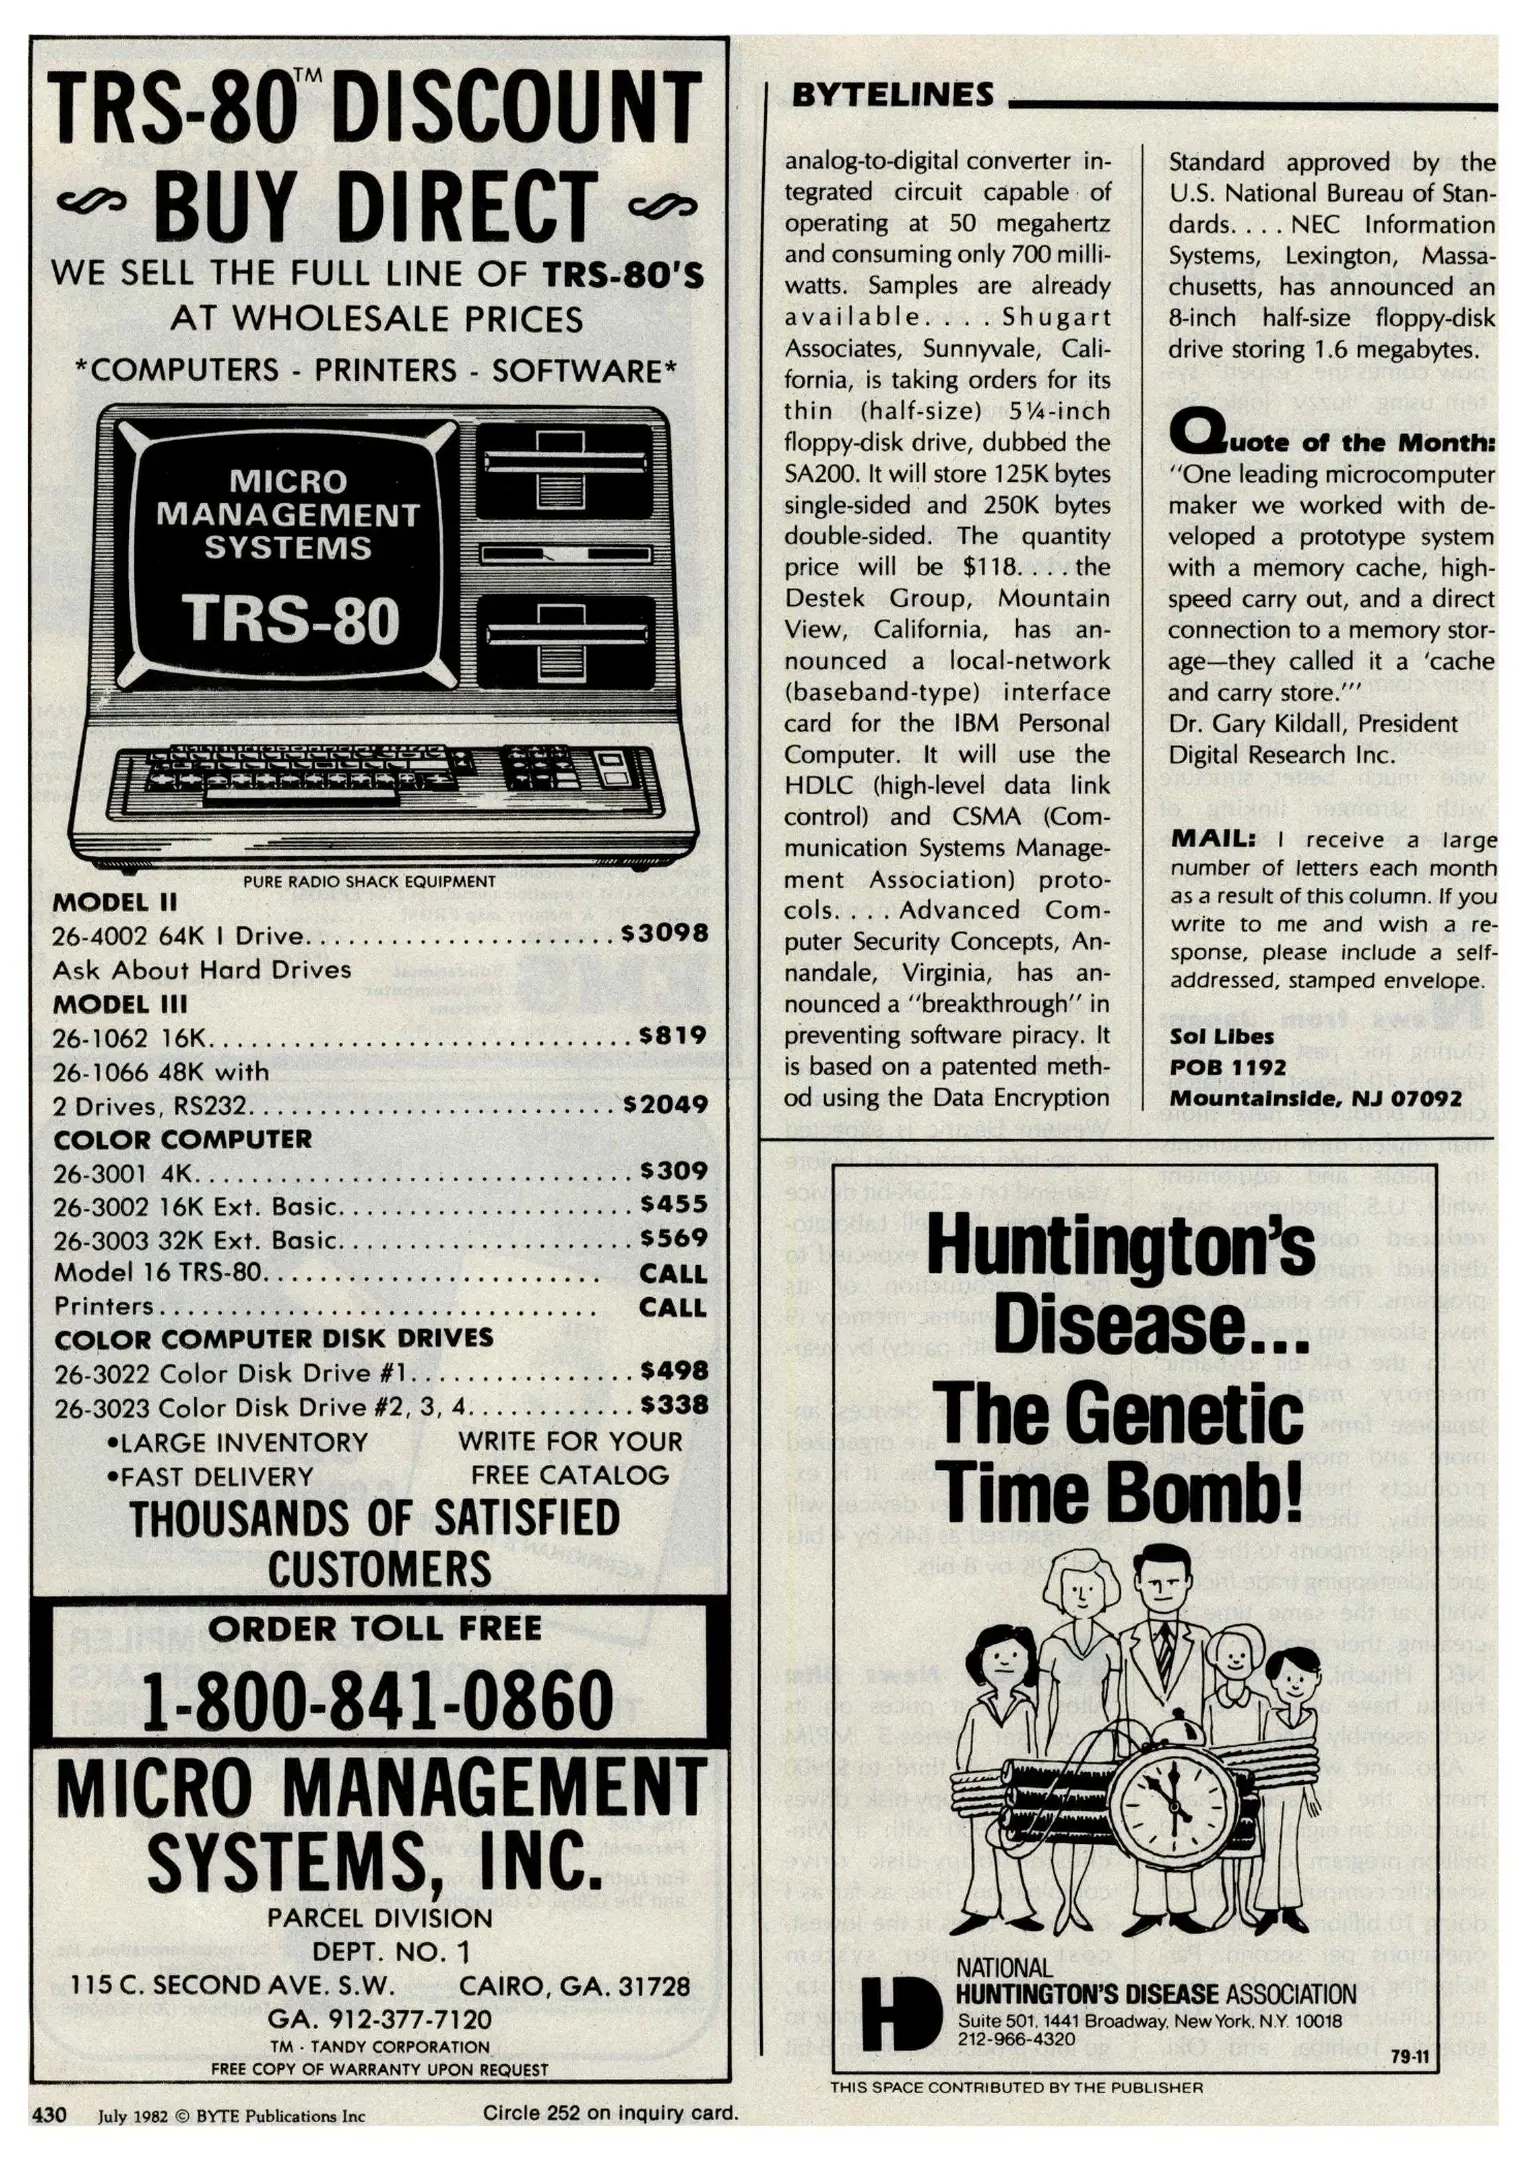 TRS-80™ DISCOUNT
BUY DIRECT
WE SELL THE FULL LINE OF TRS-80'S
AT WHOLESALE PRICES
*COMPUTERS - PRINTERS - SOFTWARE*
MICRO
MANAGEMENT
SYSTEMS
TRS-80
PURE RADIO SHACK EQUIPMENT
MODEL II
26-4002 64K I Drive...................... $3098
Ask About Hard Drives
MODEL III
26-1062 16K.............................. $819
26-1066 48K with
2 Drives, RS232.......................... $2049
COLOR COMPUTER
26-3001 4K............................... $309
26-3002 16K Ext. Basic..................... $455
26-3003 32K Ext. Basic..................... $569
Model 16 TRS-80........................ CALL
Printers............................... CALL
COLOR COMPUTER DISK DRIVES
26-3022 Color Disk Drive #1................ $498
26-3023 Color Disk Drive #2, 3, 4............ $338
•LARGE INVENTORY WRITE FOR YOUR
•FAST DELIVERY FREE CATALOG
THOUSANDS OF SATISFIED
CUSTOMERS
ORDER TOLL FREE
1-800-841-0860
MICRO MANAGEMENT
SYSTEMS, INC.
PARCEL DIVISION
DEPT. NO. 1
115 C. SECOND AVE. S.W. CAIRO, GA. 31728
GA. 912-377-7120
TM - TANDY CORPORATION
FREE COPY OF WARRANTY UPON REQUEST
430 July 1982 © BYTE Publications Inc Circle 252 on inquiry card.
BYTELINES
analog-to-digital converter in-
tegrated circuit capable of
operating at 50 megahertz
and consuming only 700 milli-
watts. Samples are already
available. . . . Shugart
Associates, Sunnyvale, Cali-
fornia, is taking orders for its
thin (half-size) 5¼-inch
floppy-disk drive, dubbed the
SA200. It will store 125K bytes
single-sided and 250K bytes
double-sided. The quantity
price will be $118. . . . the
Destek Group, Mountain
View, California, has an-
nounced a local-network
(baseband-type) interface
card for the IBM Personal
Computer. It will use the
HDLC (high-level data link
control) and CSMA (Com-
munication Systems Manage-
ment Association) proto-
cols. . . . Advanced Com-
puter Security Concepts, An-
nandale, Virginia, has an-
nounced a "breakthrough" in
preventing software piracy. It
is based on a patented meth-
od using the Data Encryption
Standard approved by the
U.S. National Bureau of Stan-
dards. . . . NEC Information
Systems, Lexington, Massa-
chusetts, has announced an
8-inch half-size floppy-disk
drive storing 1.6 megabytes.
Quote of the Month:
"One leading microcomputer
maker we worked with de-
veloped a prototype system
with a memory cache, high-
speed carry out, and a direct
connection to a memory stor-
age—they called it a 'cache
and carry store.'"
Dr. Gary Kildall, President
Digital Research Inc.
MAIL: I receive a large
number of letters each month
as a result of this column. If you
write to me and wish a re-
sponse, please include a self-
addressed, stamped envelope.
Sol Libes
POB 1192
Mountainside, NJ 07092
Huntington's
Disease...
The Genetic
Time Bomb!
HD
NATIONAL
HUNTINGTON'S DISEASE ASSOCIATION
Suite 501, 1441 Broadway, New York, N.Y. 10018
212-966-4320
79-11
THIS SPACE CONTRIBUTED BY THE PUBLISHER